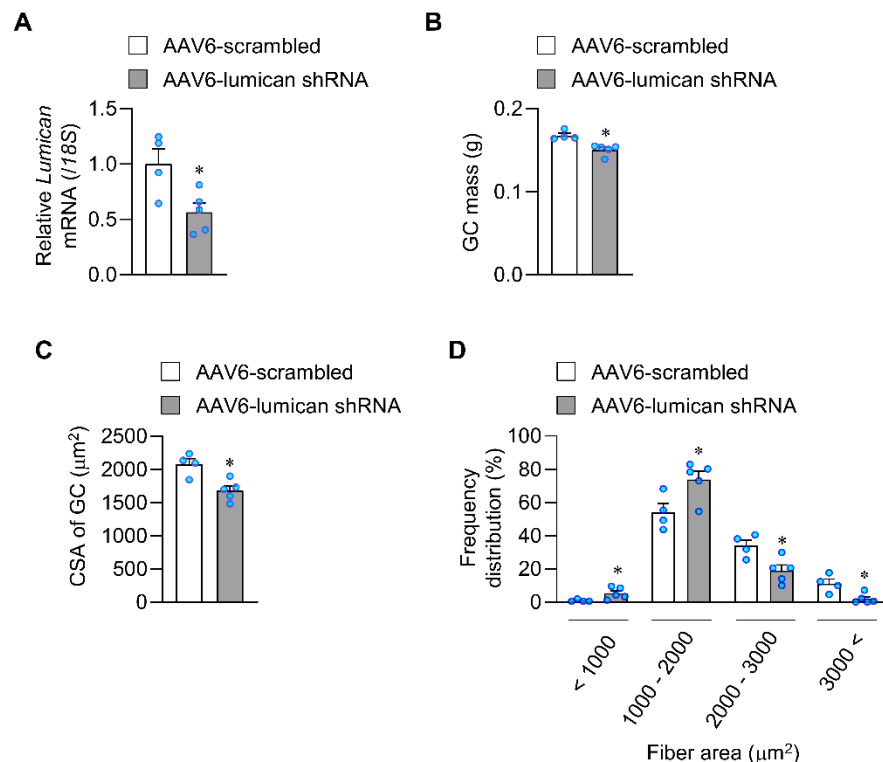 A
AAV6-scrambled
AAV6-lumican shRNA
Relative Lumican
mRNA (/18S)
1.5
1.0
0.5
0.0
*
B
AAV6-scrambled
AAV6-lumican shRNA
GC mass (g)
0.2
0.1
0.0
*
C
AAV6-scrambled
AAV6-lumican shRNA
CSA of GC (μm²)
2500
2000
1500
1000
500
0
*
D
AAV6-scrambled
AAV6-lumican shRNA
Frequency
distribution (%)
100
80
60
40
20
0
*
*
*
*
< 1000
1000 - 2000
2000 - 3000
3000 <
Fiber area (μm²)